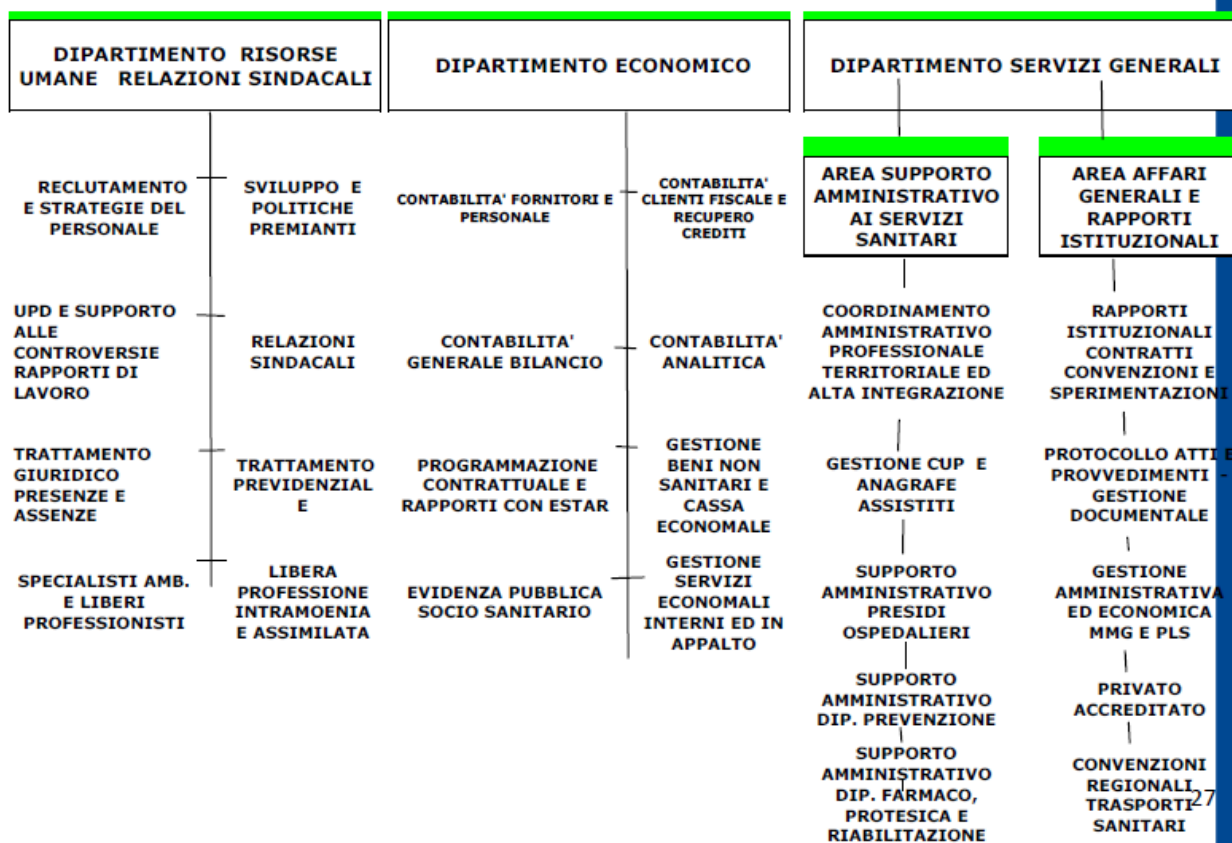 DIPARTIMENTO RISORSE
UMANE RELAZIONI SINDACALI
RECLUTAMENTO
E STRATEGIE DEL
PERSONALE
SVILUPPO E
POLITICHE
PREMIANTI
UPD E SUPPORTO
ALLE
CONTROVERSIE
RAPPORTI DI
LAVORO
RELAZIONI
SINDACALI
TRATTAMENTO
GIURIDICO
PRESENZE E
ASSENZE
TRATTAMENTO
PREVIDENZIAL
E
SPECIALISTI AMB.
E LIBERI
PROFESSIONISTI
LIBERA
PROFESSIONE
INTRAMOENIA
E ASSIMILATA
DIPARTIMENTO ECONOMICO
CONTABILITA' FORNITORI E
PERSONALE
CONTABILITA'
CLIENTI FISCALE E
RECUPERO
CREDITI
CONTABILITA'
GENERALE BILANCIO
CONTABILITA'
ANALITICA
PROGRAMMAZIONE
CONTRATTUALE E
RAPPORTI CON ESTAR
GESTIONE
BENI NON
SANITARI E
CASSA
ECONOMALE
EVIDENZA PUBBLICA
SOCIO SANITARIO
GESTIONE
SERVIZI
ECONOMALI
INTERNI ED IN
APPALTO
DIPARTIMENTO SERVIZI GENERALI
AREA SUPPORTO
AMMINISTRATIVO
AI SERVIZI
SANITARI
COORDINAMENTO
AMMINISTRATIVO
PROFESSIONALE
TERRITORIALE ED
ALTA INTEGRAZIONE
GESTIONE CUP E
ANAGRAFE
ASSISTITI
SUPPORTO
AMMINISTRATIVO
PRESIDI
OSPEDALIERI
SUPPORTO
AMMINISTRATIVO
DIP. PREVENZIONE
SUPPORTO
AMMINISTRATIVO
DIP. FARMACO,
PROTESICA E
RIABILITAZIONE
AREA AFFARI
GENERALI E
RAPPORTI
ISTITUZIONALI
RAPPORTI
ISTITUZIONALI
CONTRATTI
CONVENZIONI E
SPERIMENTAZIONI
PROTOCOLLO ATTI E
PROVVEDIMENTI -
GESTIONE
DOCUMENTALE
GESTIONE
AMMINISTRATIVA
ED ECONOMICA
MMG E PLS
PRIVATO
ACCREDITATO
CONVENZIONI
REGIONALI
TRASPORTI
SANITARI
27